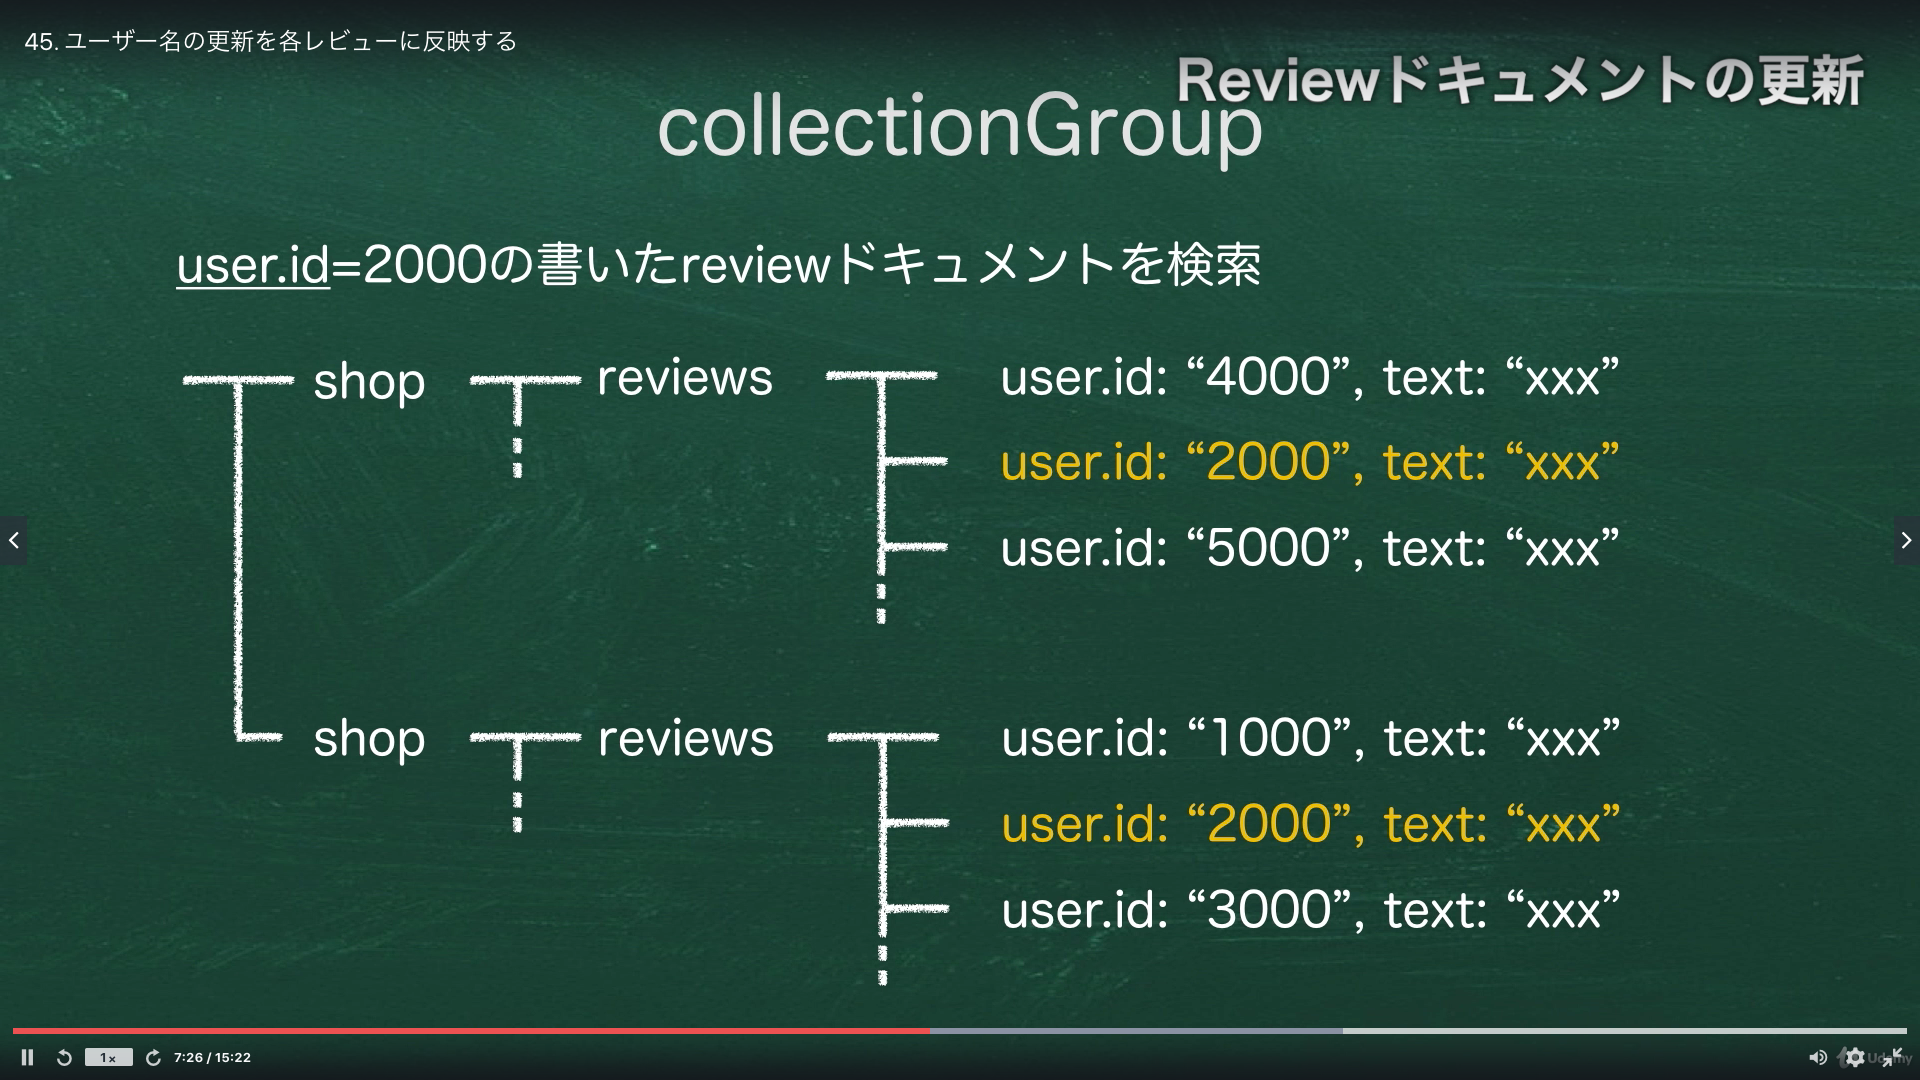 45. ユーザー名の更新を各レビューに反映する
Reviewドキュメントの更新
collectionGroup
user.id=2000の書いたreviewドキュメントを検索
shop
reviews
user.id: “4000”, text: “xxx”
user.id: “2000”, text: “xxx”
user.id: “5000”, text: “xxx”
shop
reviews
user.id: “1000”, text: “xxx”
user.id: “2000”, text: “xxx”
user.id: “3000”, text: “xxx”
1x
7:26 / 15:22
Udemy